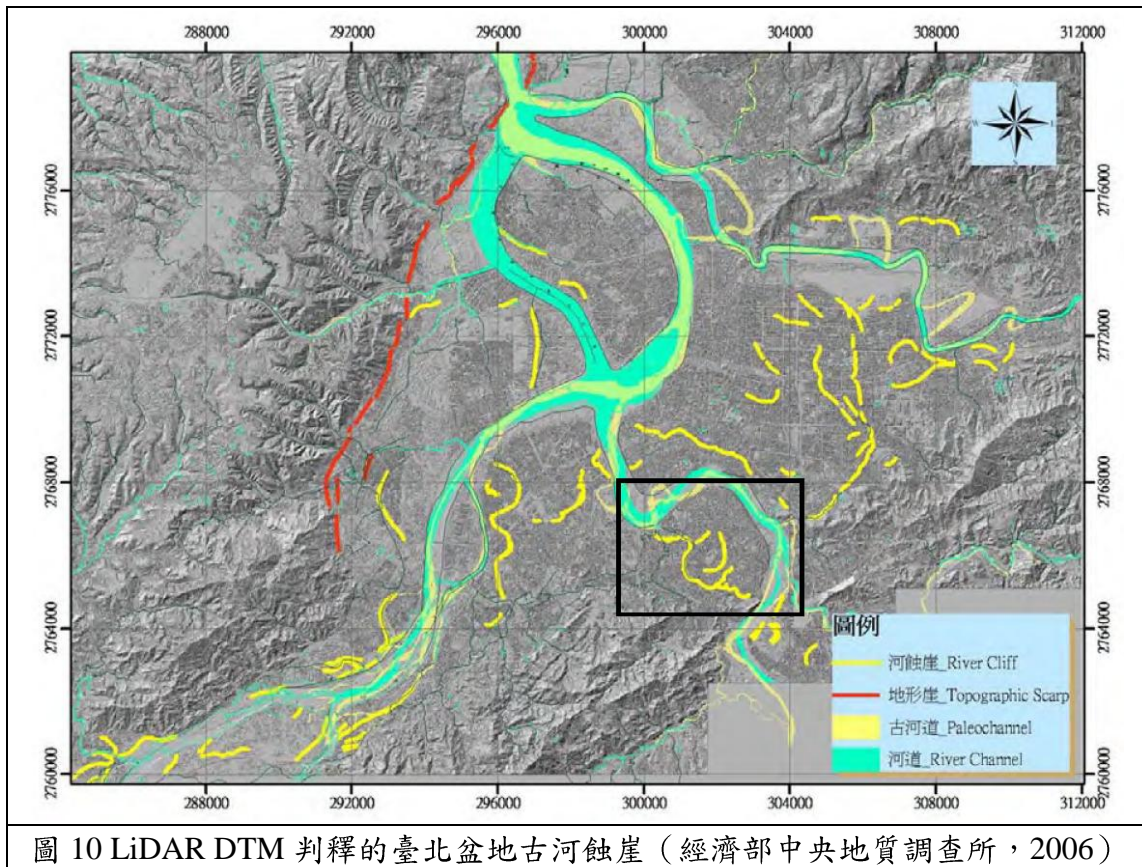 288000 292000 296000 300000 304000 308000 312000
2776000 2776000
2772000 2772000
2768000 2768000
2764000 2764000
2760000 2760000
N
W E
S
圖例
河蝕崖_River Cliff
地形崖_Topographic Scarp
古河道_Paleochannel
河道_River Channel
288000 292000 296000 300000 304000 308000 312000
圖 10 LiDAR DTM 判釋的臺北盆地古河蝕崖（經濟部中央地質調查所，2006）